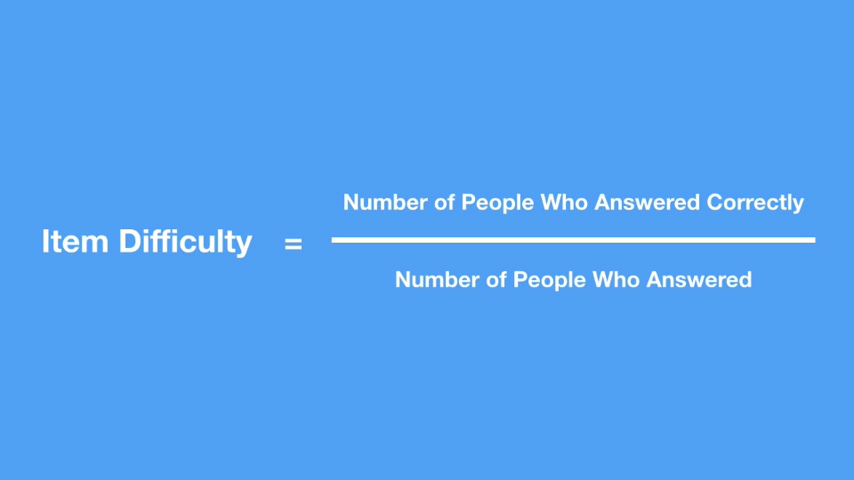 Number of People Who Answered Correctly
Item Difficulty =
Number of People Who Answered